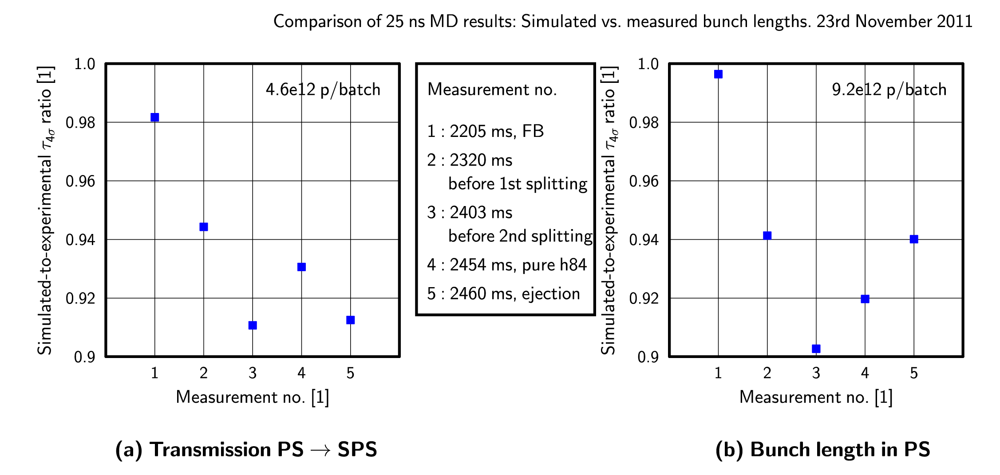 Comparison of 25 ns MD results: Simulated vs. measured bunch lengths. 23rd November 2011
Simulated-to-experimental τ4σ ratio [1]
1.0
0.98
0.96
0.94
0.92
0.9
4.6e12 p/batch
1 2 3 4 5
Measurement no. [1]
(a) Transmission PS → SPS
Measurement no.
1 : 2205 ms, FB
2 : 2320 ms
before 1st splitting
3 : 2403 ms
before 2nd splitting
4 : 2454 ms, pure h84
5 : 2460 ms, ejection
Simulated-to-experimental τ4σ ratio [1]
1.0
0.98
0.96
0.94
0.92
0.9
9.2e12 p/batch
1 2 3 4 5
Measurement no. [1]
(b) Bunch length in PS